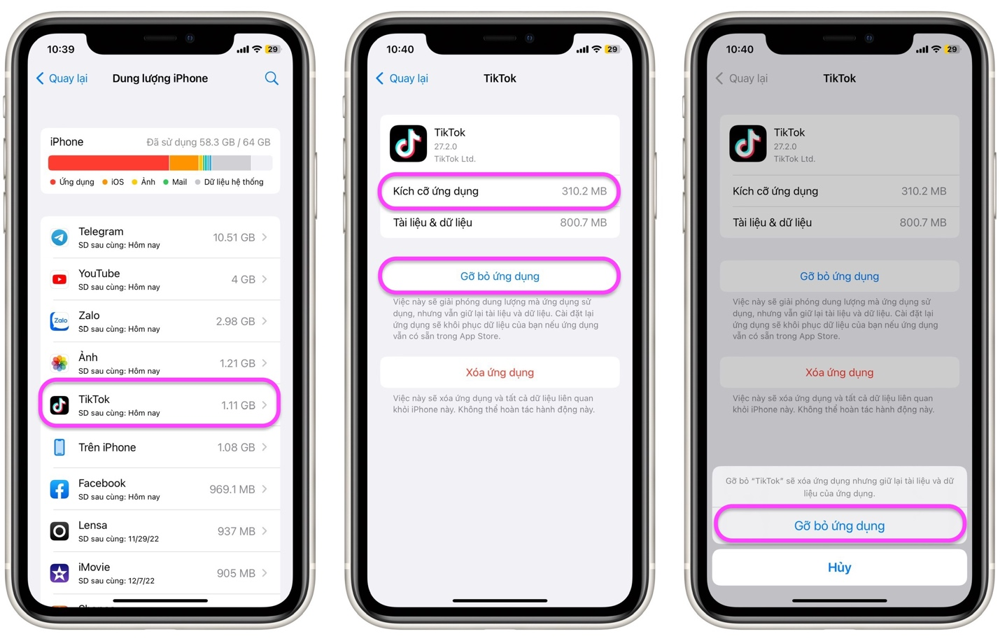 10:39
29
Quay lại
Dung lượng iPhone
iPhone
Đã sử dụng 58.3 GB / 64 GB
Ứng dụng
iOS
Ảnh
Mail
Dữ liệu hệ thống
Telegram
SD sau cùng: Hôm nay
10.51 GB
YouTube
SD sau cùng: Hôm nay
4 GB
Zalo
Zalo
SD sau cùng: Hôm nay
2.98 GB
Ảnh
SD sau cùng: Hôm nay
1.21 GB
TikTok
SD sau cùng: Hôm nay
1.11 GB
Trên iPhone
1.08 GB
Facebook
SD sau cùng: Hôm nay
969.1 MB
Lensa
SD sau cùng: 11/29/22
937 MB
iMovie
SD sau cùng: 12/7/22
905 MB
10:40
29
Quay lại
TikTok
TikTok
27.2.0
TikTok Ltd.
Kích cỡ ứng dụng
310.2 MB
Tài liệu & dữ liệu
800.7 MB
Gỡ bỏ ứng dụng
Việc này sẽ giải phóng dung lượng mà ứng dụng sử
dụng, nhưng vẫn giữ lại tài liệu và dữ liệu. Cài đặt lại
ứng dụng sẽ khôi phục dữ liệu của bạn nếu ứng dụng
vẫn có sẵn trong App Store.
Xóa ứng dụng
Việc này sẽ xóa ứng dụng và tất cả dữ liệu liên quan
khỏi iPhone này. Không thể hoàn tác hành động này.
10:40
29
Quay lại
TikTok
TikTok
27.2.0
TikTok Ltd.
Kích cỡ ứng dụng
310.2 MB
Tài liệu & dữ liệu
800.7 MB
Gỡ bỏ ứng dụng
Việc này sẽ giải phóng dung lượng mà ứng dụng sử
dụng, nhưng vẫn giữ lại tài liệu và dữ liệu. Cài đặt lại
ứng dụng sẽ khôi phục dữ liệu của bạn nếu ứng dụng
vẫn có sẵn trong App Store.
Xóa ứng dụng
Việc này sẽ xóa ứng dụng và tất cả dữ liệu liên quan
khỏi iPhone này. Không thể hoàn tác hành động này.
Gỡ bỏ “TikTok” sẽ xóa ứng dụng nhưng giữ lại tài liệu và dữ
liệu của ứng dụng.
Gỡ bỏ ứng dụng
Hủy